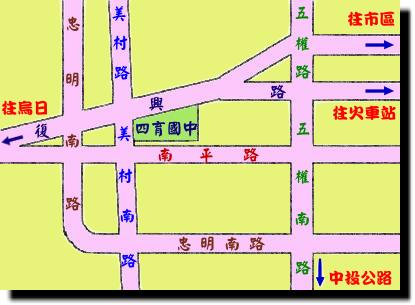 忠明南路
美村路
五權路
往市區
往烏日
復興路
往火車站
四育國中
美村南路
南平路
五權南路
忠明南路
中投公路